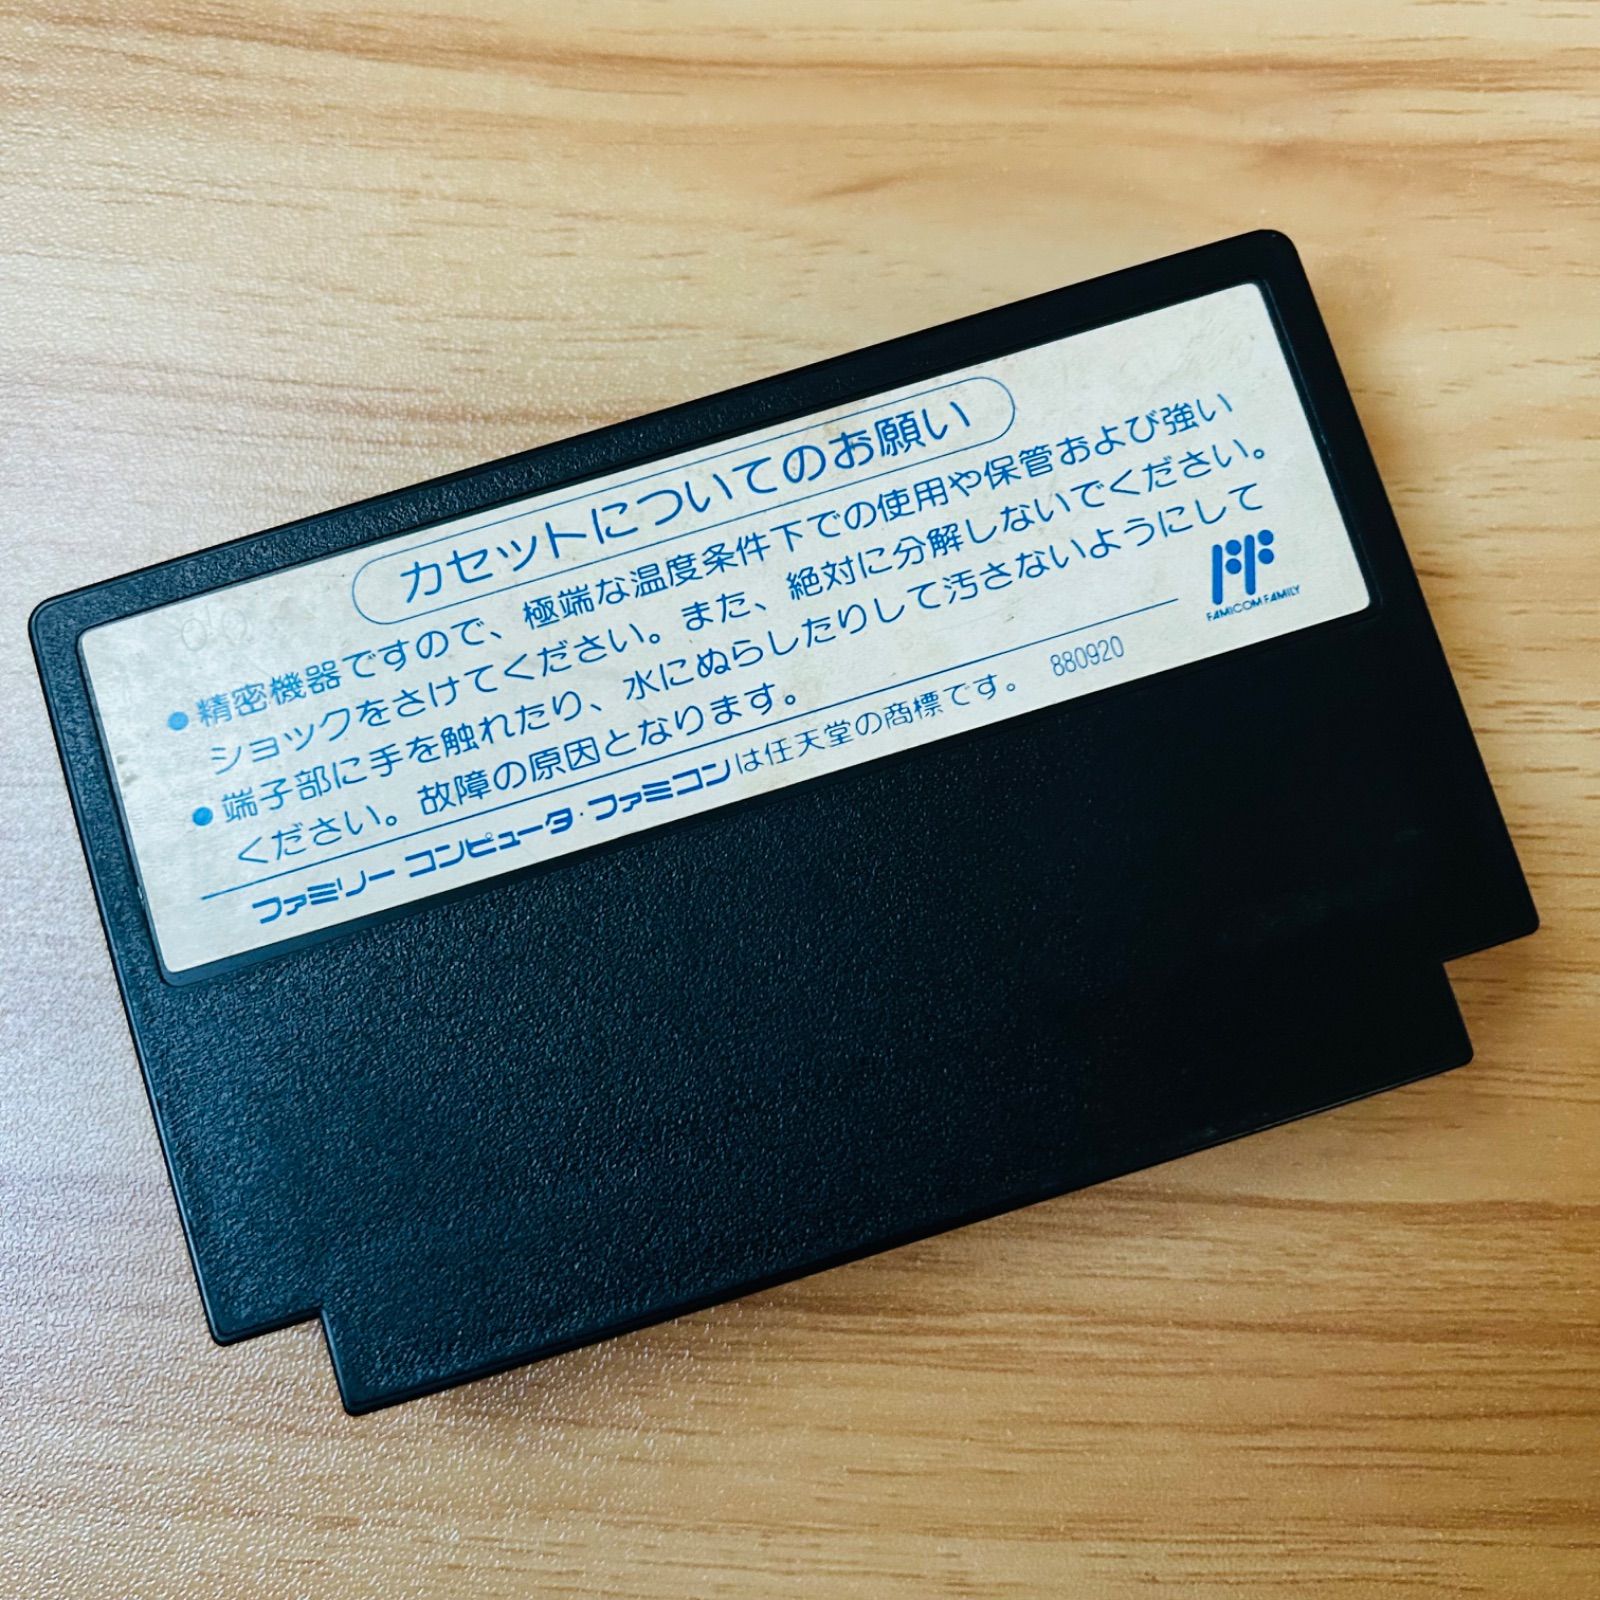 カセットについてのお願い
●精密機器ですので、極端な温度条件下での使用や保管および強い
ショックをさけてください。また、絶対に分解しないでください。
●端子部に手を触れたり、水にぬらしたりして汚さないようにして
ください。故障の原因となります。
FAMICOM FAMILY
ファミリーコンピュータ・ファミコンは任天堂の商標です。 880920